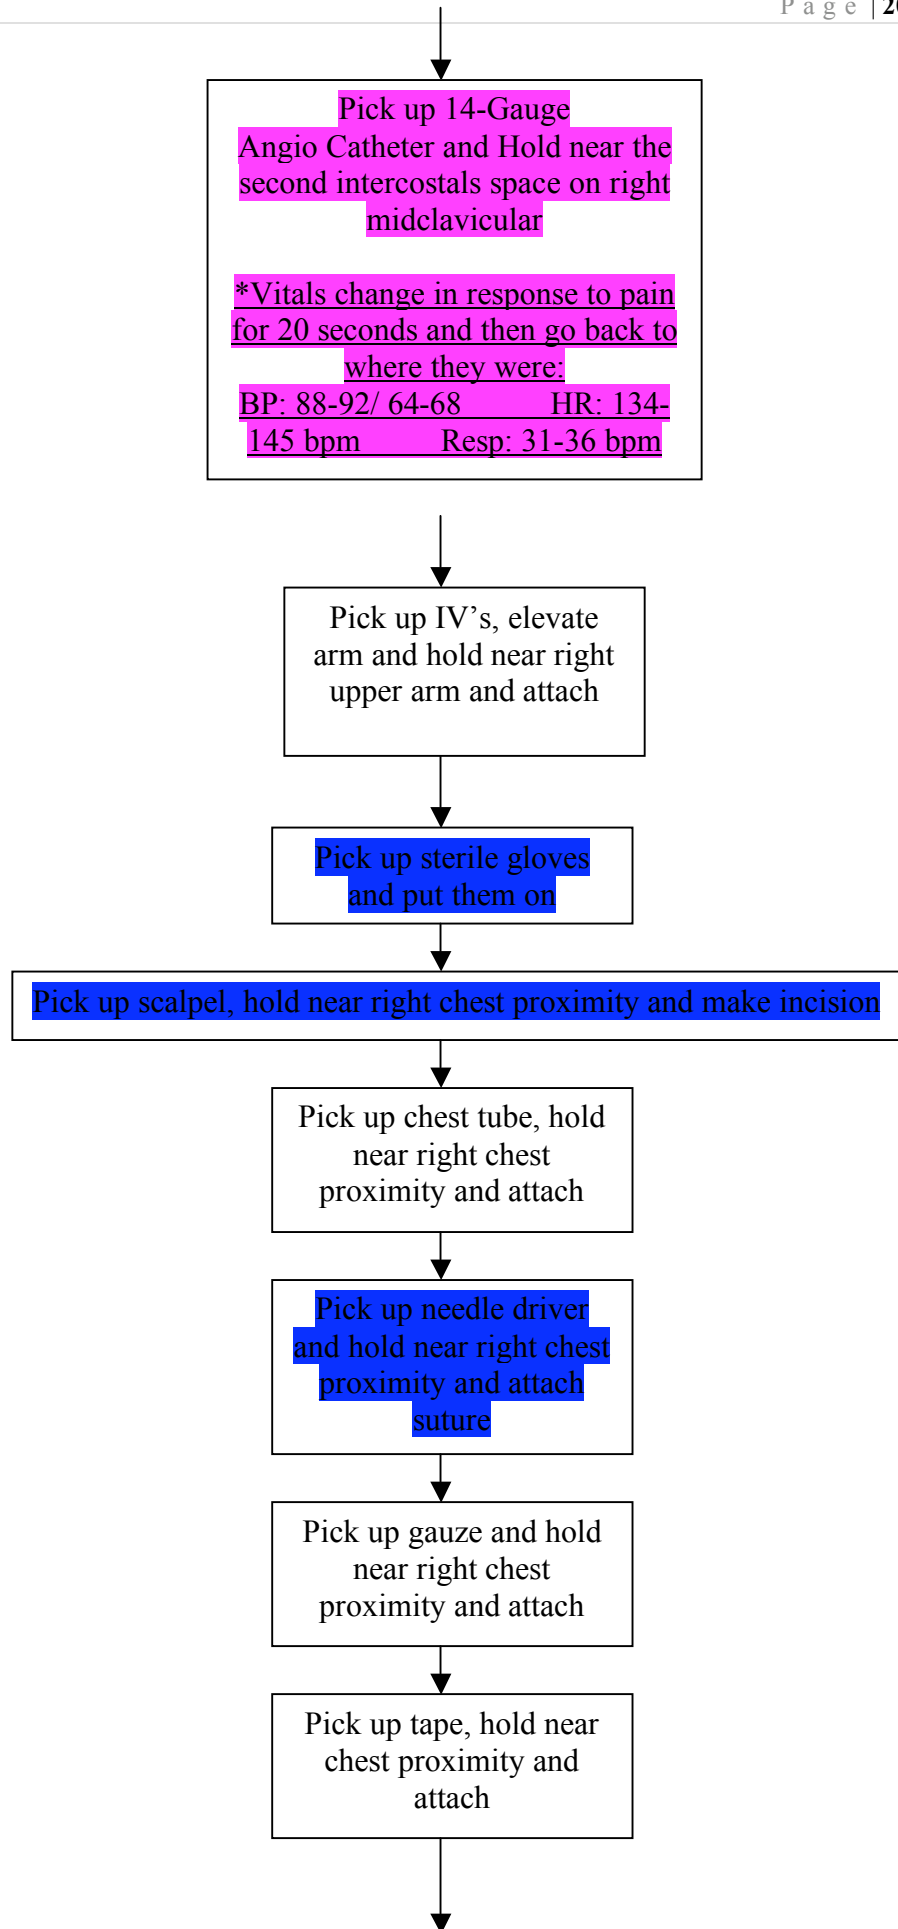 P a g e | 20
Pick up 14-Gauge
Angio Catheter and Hold near the
second intercostals space on right
midclavicular
*Vitals change in response to pain
for 20 seconds and then go back to
where they were:
BP: 88-92/ 64-68 HR: 134-
145 bpm Resp: 31-36 bpm
Pick up IV’s, elevate
arm and hold near right
upper arm and attach
Pick up sterile gloves
and put them on
Pick up scalpel, hold near right chest proximity and make incision
Pick up chest tube, hold
near right chest
proximity and attach
Pick up needle driver
and hold near right chest
proximity and attach
suture
Pick up gauze and hold
near right chest
proximity and attach
Pick up tape, hold near
chest proximity and
attach